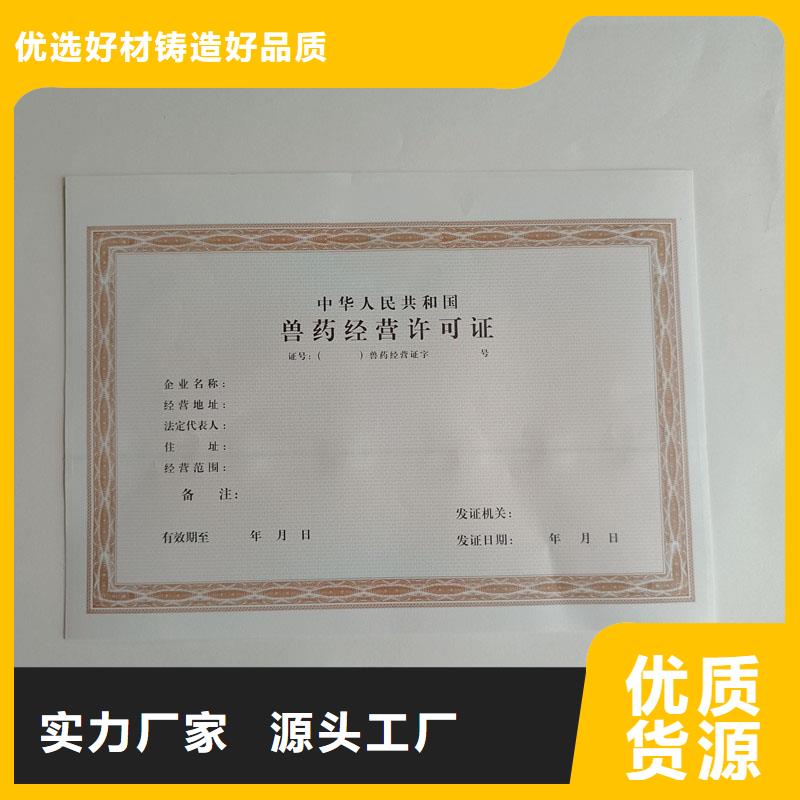 优选好材铸造好品质
中华人民共和国
兽药经营许可证
证号：（ ）兽药经营证字 号
企业名称：
经营地址：
法定代表人：
住 址：
经营范围：
备 注：
发证机关：
有效期至 年 月 日
发证日期： 年 月 日
实力厂家 源头工厂
优质
货源